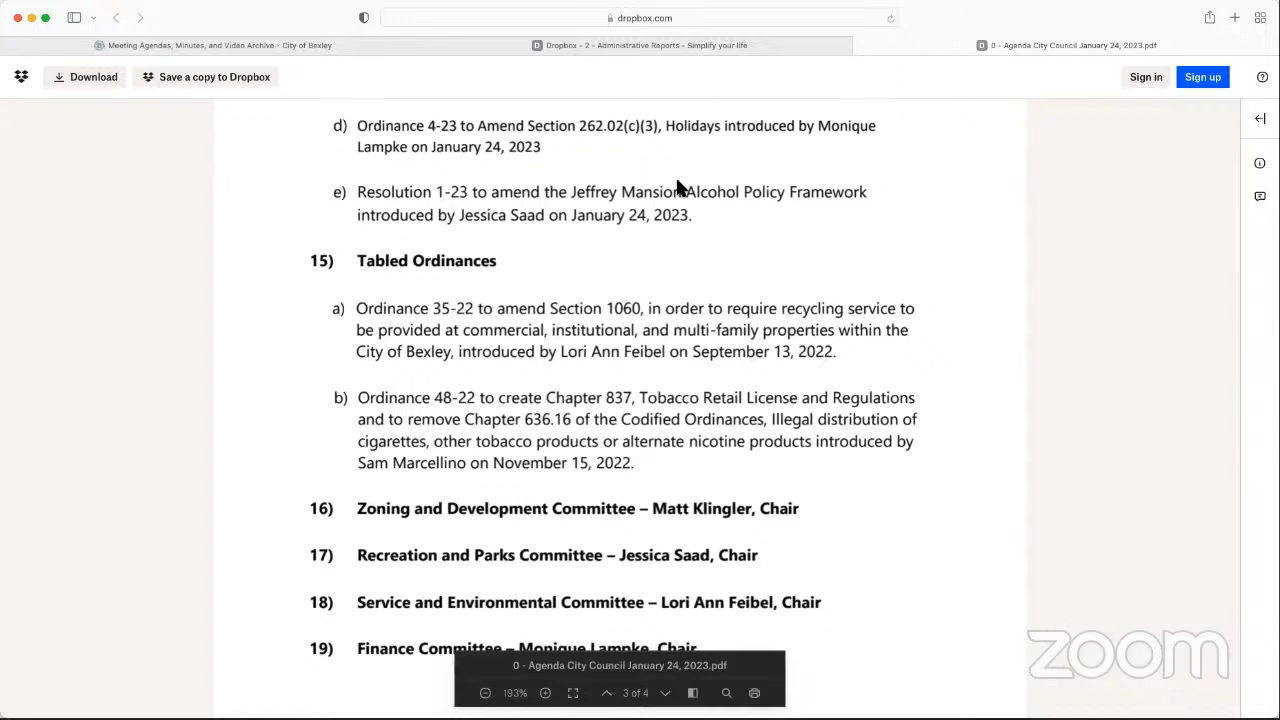 dropbox.com
Meeting Agendas, Minutes, and Video Archive - City of Bexley
Dropbox - 2 - Administrative Reports - Simplify your life
0 - Agenda City Council January 24, 2023.pdf
Download
Save a copy to Dropbox
Sign in
Sign up
d) Ordinance 4-23 to Amend Section 262.02(c)(3), Holidays introduced by Monique
Lampke on January 24, 2023
e) Resolution 1-23 to amend the Jeffrey Mansion Alcohol Policy Framework
introduced by Jessica Saad on January 24, 2023.
15) Tabled Ordinances
a) Ordinance 35-22 to amend Section 1060, in order to require recycling service to
be provided at commercial, institutional, and multi-family properties within the
City of Bexley, introduced by Lori Ann Feibel on September 13, 2022.
b) Ordinance 48-22 to create Chapter 837, Tobacco Retail License and Regulations
and to remove Chapter 636.16 of the Codified Ordinances, Illegal distribution of
cigarettes, other tobacco products or alternate nicotine products introduced by
Sam Marcellino on November 15, 2022.
16) Zoning and Development Committee – Matt Klingler, Chair
17) Recreation and Parks Committee – Jessica Saad, Chair
18) Service and Environmental Committee – Lori Ann Feibel, Chair
19) Finance Committee – Monique Lampke, Chair
0 - Agenda City Council January 24, 2023.pdf
193%
3 of 4
zoom